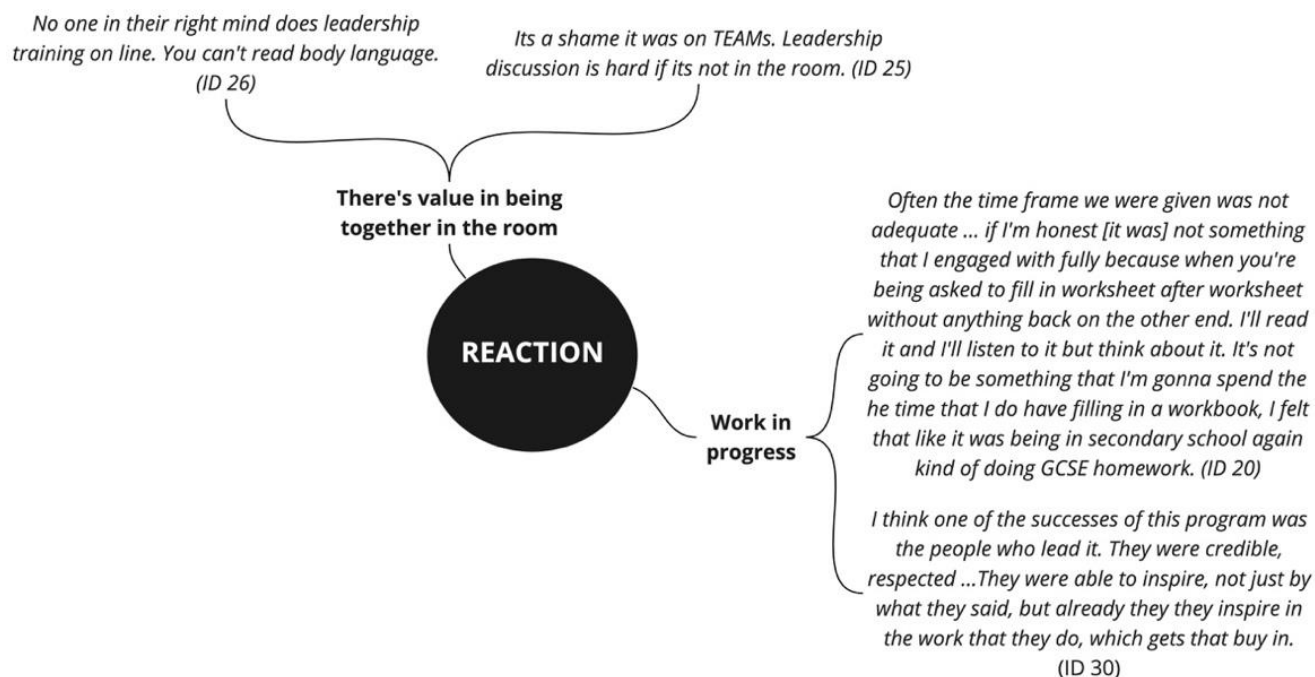 No one in their right mind does leadership
training on line. You can't read body language.
(ID 26)
Its a shame it was on TEAMs. Leadership
discussion is hard if its not in the room. (ID 25)
There's value in being
together in the room
REACTION
Work in
progress
Often the time frame we were given was not
adequate ... if I'm honest [it was] not something
that I engaged with fully because when you're
being asked to fill in worksheet after worksheet
without anything back on the other end. I'll read
it and I'll listen to it but think about it. It's not
going to be something that I'm gonna spend the
he time that I do have filling in a workbook, I felt
that like it was being in secondary school again
kind of doing GCSE homework. (ID 20)
I think one of the successes of this program was
the people who lead it. They were credible,
respected ...They were able to inspire, not just by
what they said, but already they they inspire in
the work that they do, which gets that buy in.
(ID 30)